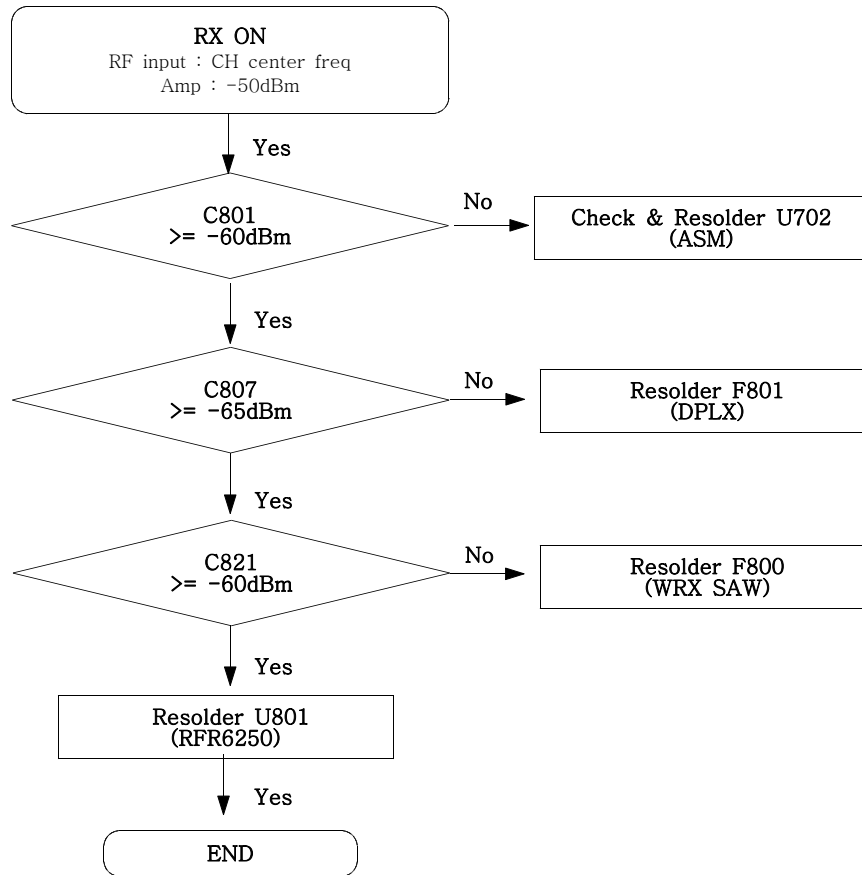 RX ON
RF input : CH center freq
Amp : -50dBm
Yes
C801
>= -60dBm
No
Check & Resolder U702
(ASM)
Yes
C807
>= -65dBm
No
Resolder F801
(DPLX)
Yes
C821
>= -60dBm
No
Resolder F800
(WRX SAW)
Yes
Resolder U801
(RFR6250)
Yes
END